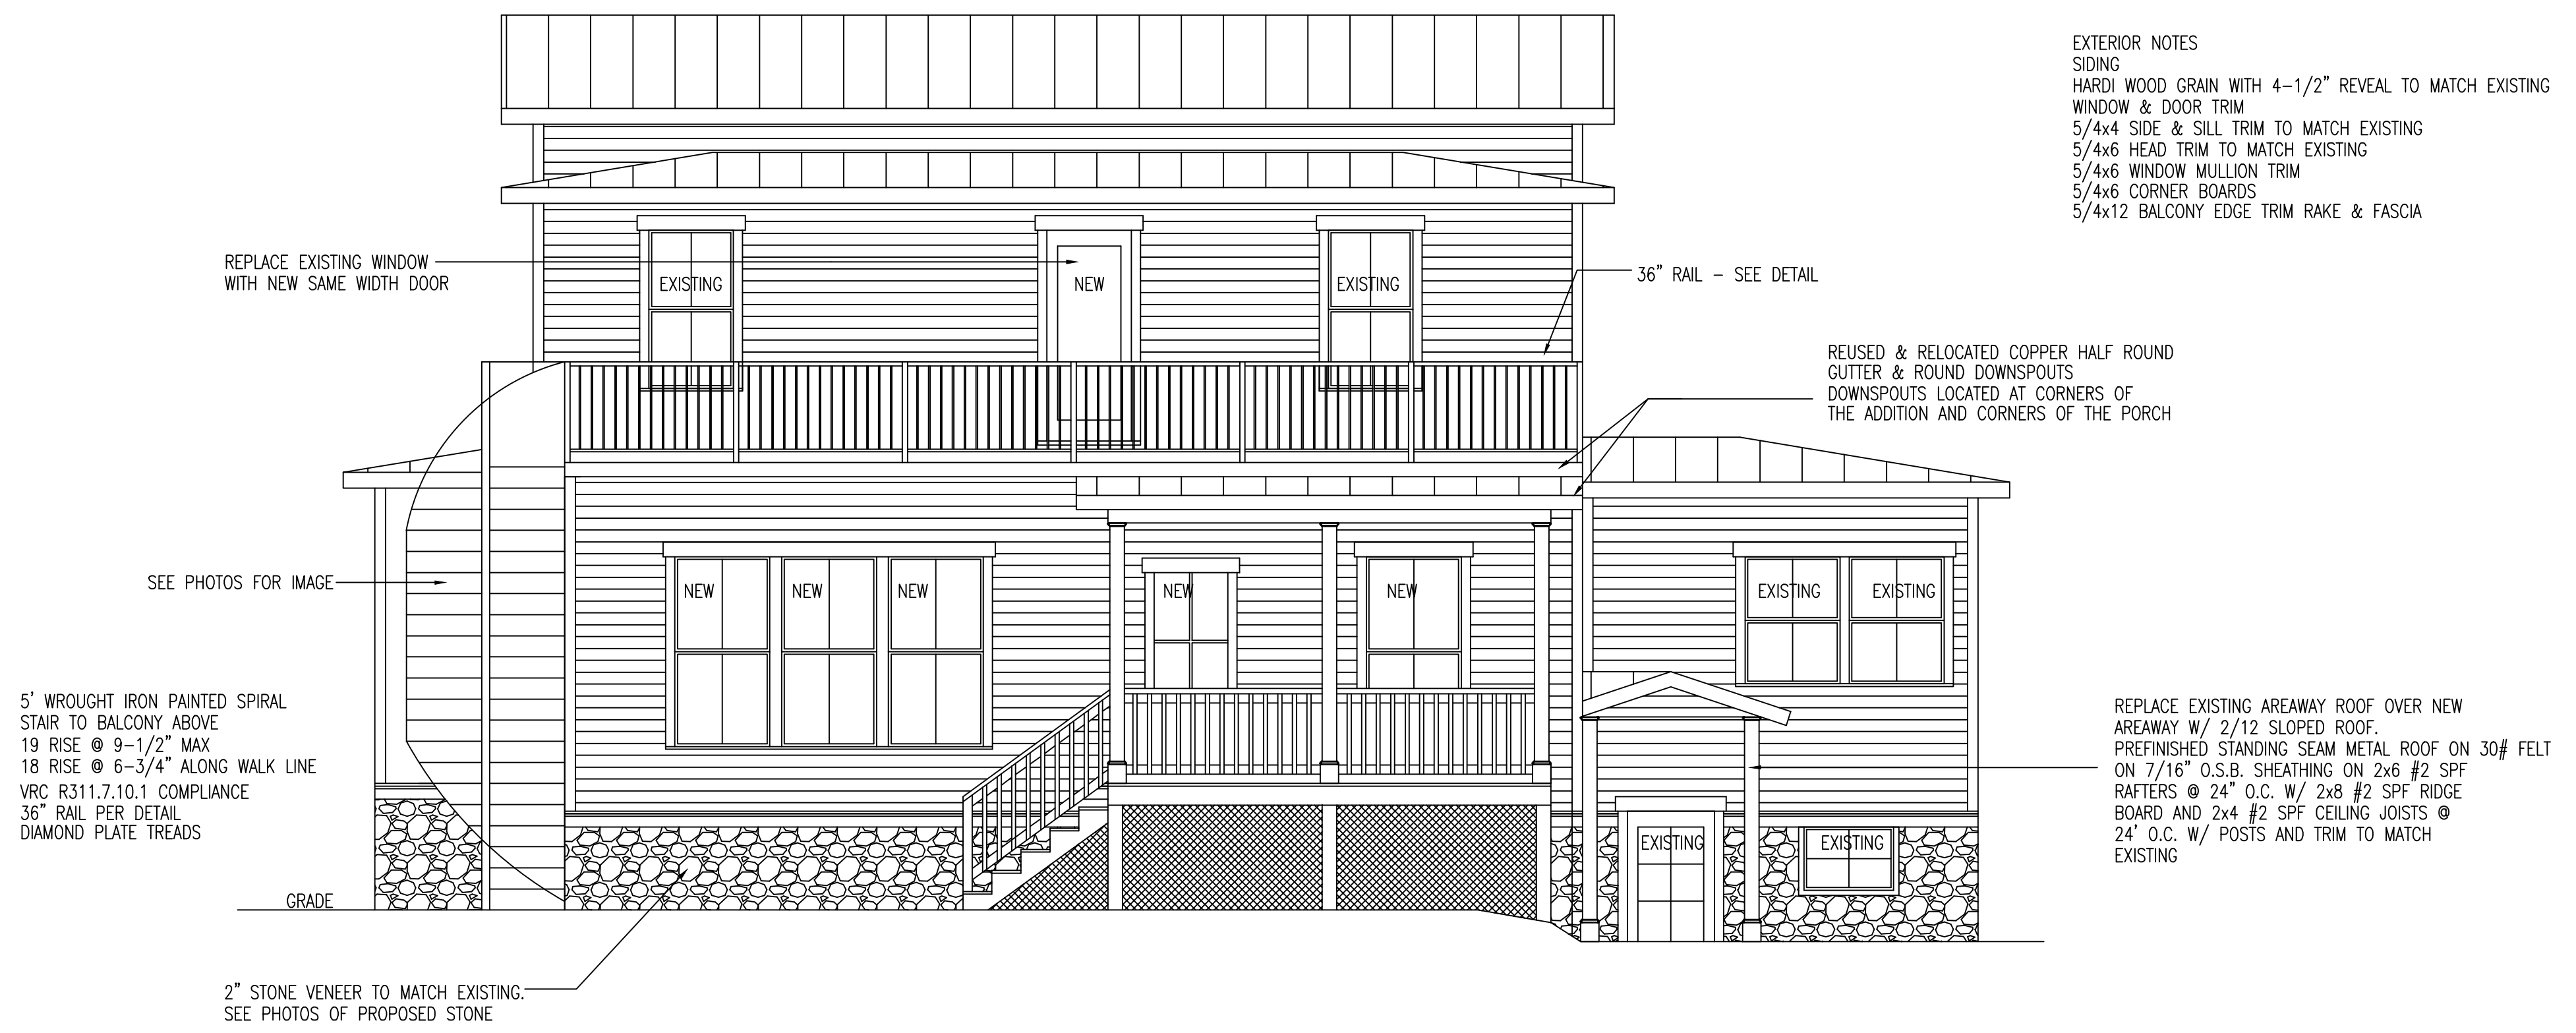 EXTERIOR NOTES
SIDING
HARDI WOOD GRAIN WITH 4-1/2" REVEAL TO MATCH EXISTING
WINDOW & DOOR TRIM
5/4x4 SIDE & SILL TRIM TO MATCH EXISTING
5/4x6 HEAD TRIM TO MATCH EXISTING
5/4x6 WINDOW MULLION TRIM
5/4x6 CORNER BOARDS
5/4x12 BALCONY EDGE TRIM RAKE & FASCIA
REPLACE EXISTING WINDOW
WITH NEW SAME WIDTH DOOR
EXISTING
NEW
EXISTING
36" RAIL - SEE DETAIL
REUSED & RELOCATED COPPER HALF ROUND
GUTTER & ROUND DOWNSPOUTS
DOWNSPOUTS LOCATED AT CORNERS OF
THE ADDITION AND CORNERS OF THE PORCH
SEE PHOTOS FOR IMAGE
NEW
NEW
NEW
NEW
NEW
EXISTING
EXISTING
5' WROUGHT IRON PAINTED SPIRAL
STAIR TO BALCONY ABOVE
19 RISE @ 9-1/2" MAX
18 RISE @ 6-3/4" ALONG WALK LINE
VRC R311.7.10.1 COMPLIANCE
36" RAIL PER DETAIL
DIAMOND PLATE TREADS
REPLACE EXISTING AREAWAY ROOF OVER NEW
AREAWAY W/ 2/12 SLOPED ROOF.
PREFINISHED STANDING SEAM METAL ROOF ON 30# FELT
ON 7/16" O.S.B. SHEATHING ON 2x6 #2 SPF
RAFTERS @ 24" O.C. W/ 2x8 #2 SPF RIDGE
BOARD AND 2x4 #2 SPF CEILING JOISTS @
24' O.C. W/ POSTS AND TRIM TO MATCH
EXISTING
EXISTING
EXISTING
GRADE
2" STONE VENEER TO MATCH EXISTING.
SEE PHOTOS OF PROPOSED STONE